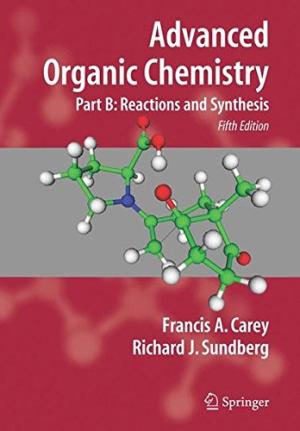 Advanced
Organic Chemistry
Part B: Reactions and Synthesis
Fifth Edition
Francis A. Carey
Richard J. Sundberg
Springer